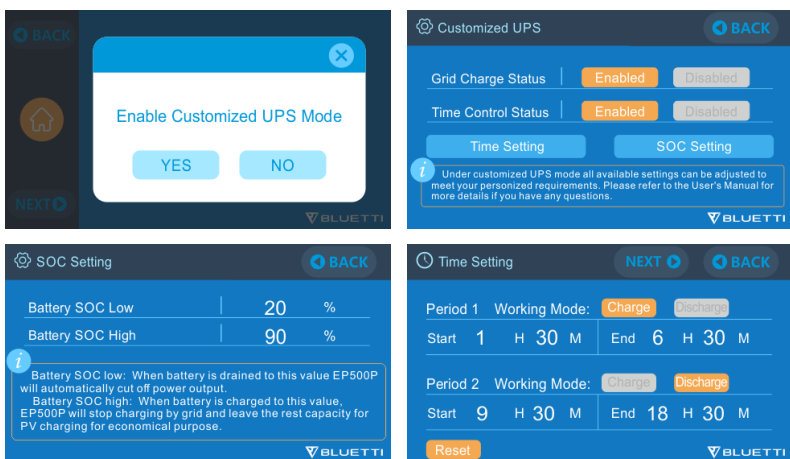 BACK
Enable Customized UPS Mode
YES NO
NEXT
BLUETTI
Customized UPS BACK
Grid Charge Status Enabled Disabled
Time Control Status Enabled Disabled
Time Setting SOC Setting
i Under customized UPS mode all available settings can be adjusted to
meet your personized requirements. Please refer to the User's Manual for
more details if you have any questions.
BLUETTI
SOC Setting BACK
Battery SOC Low 20 %
Battery SOC High 90 %
i Battery SOC low: When battery is drained to this value EP500P
will automatically cut off power output.
Battery SOC high: When battery is charged to this value,
EP500P will stop charging by grid and leave the rest capacity for
PV charging for economical purpose.
BLUETTI
Time Setting NEXT BACK
Period 1 Working Mode: Charge Discharge
Start 1 H 30 M End 6 H 30 M
Period 2 Working Mode: Charge Discharge
Start 9 H 30 M End 18 H 30 M
Reset
BLUETTI